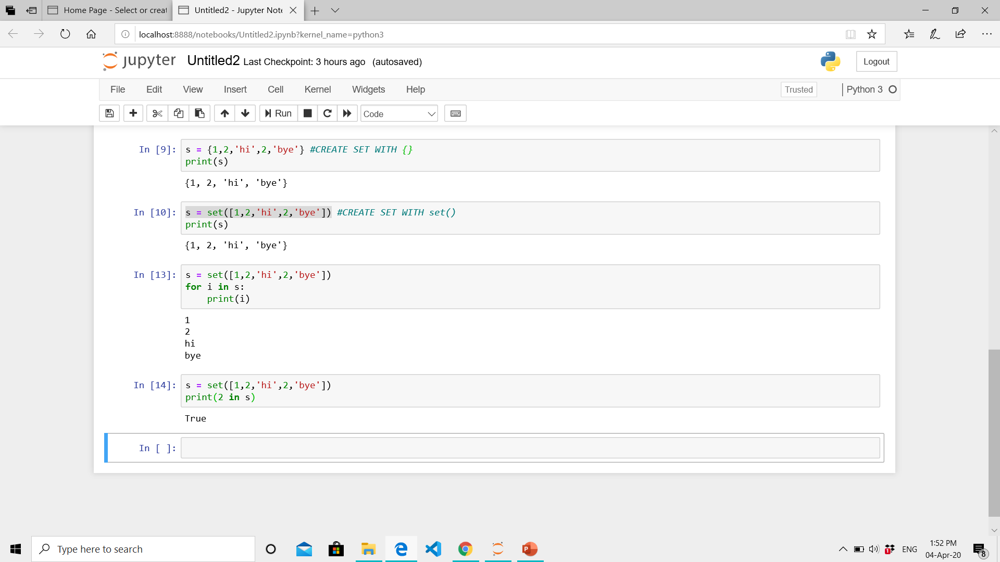 Home Page - Select or creat
Untitled2 - Jupyter Note
localhost:8888/notebooks/Untitled2.ipynb?kernel_name=python3
jupyter Untitled2 Last Checkpoint: 3 hours ago (autosaved)
Logout
File Edit View Insert Cell Kernel Widgets Help
Trusted
Python 3
Run
Code
In [9]: s = {1,2,'hi',2,'bye'} #CREATE SET WITH {}
print(s)
{1, 2, 'hi', 'bye'}
In [10]: s = set([1,2,'hi',2,'bye']) #CREATE SET WITH set()
print(s)
{1, 2, 'hi', 'bye'}
In [13]: s = set([1,2,'hi',2,'bye'])
for i in s:
    print(i)
1
2
hi
bye
In [14]: s = set([1,2,'hi',2,'bye'])
print(2 in s)
True
In [ ]:
Type here to search
P
1
ENG
1:52 PM
04-Apr-20
8